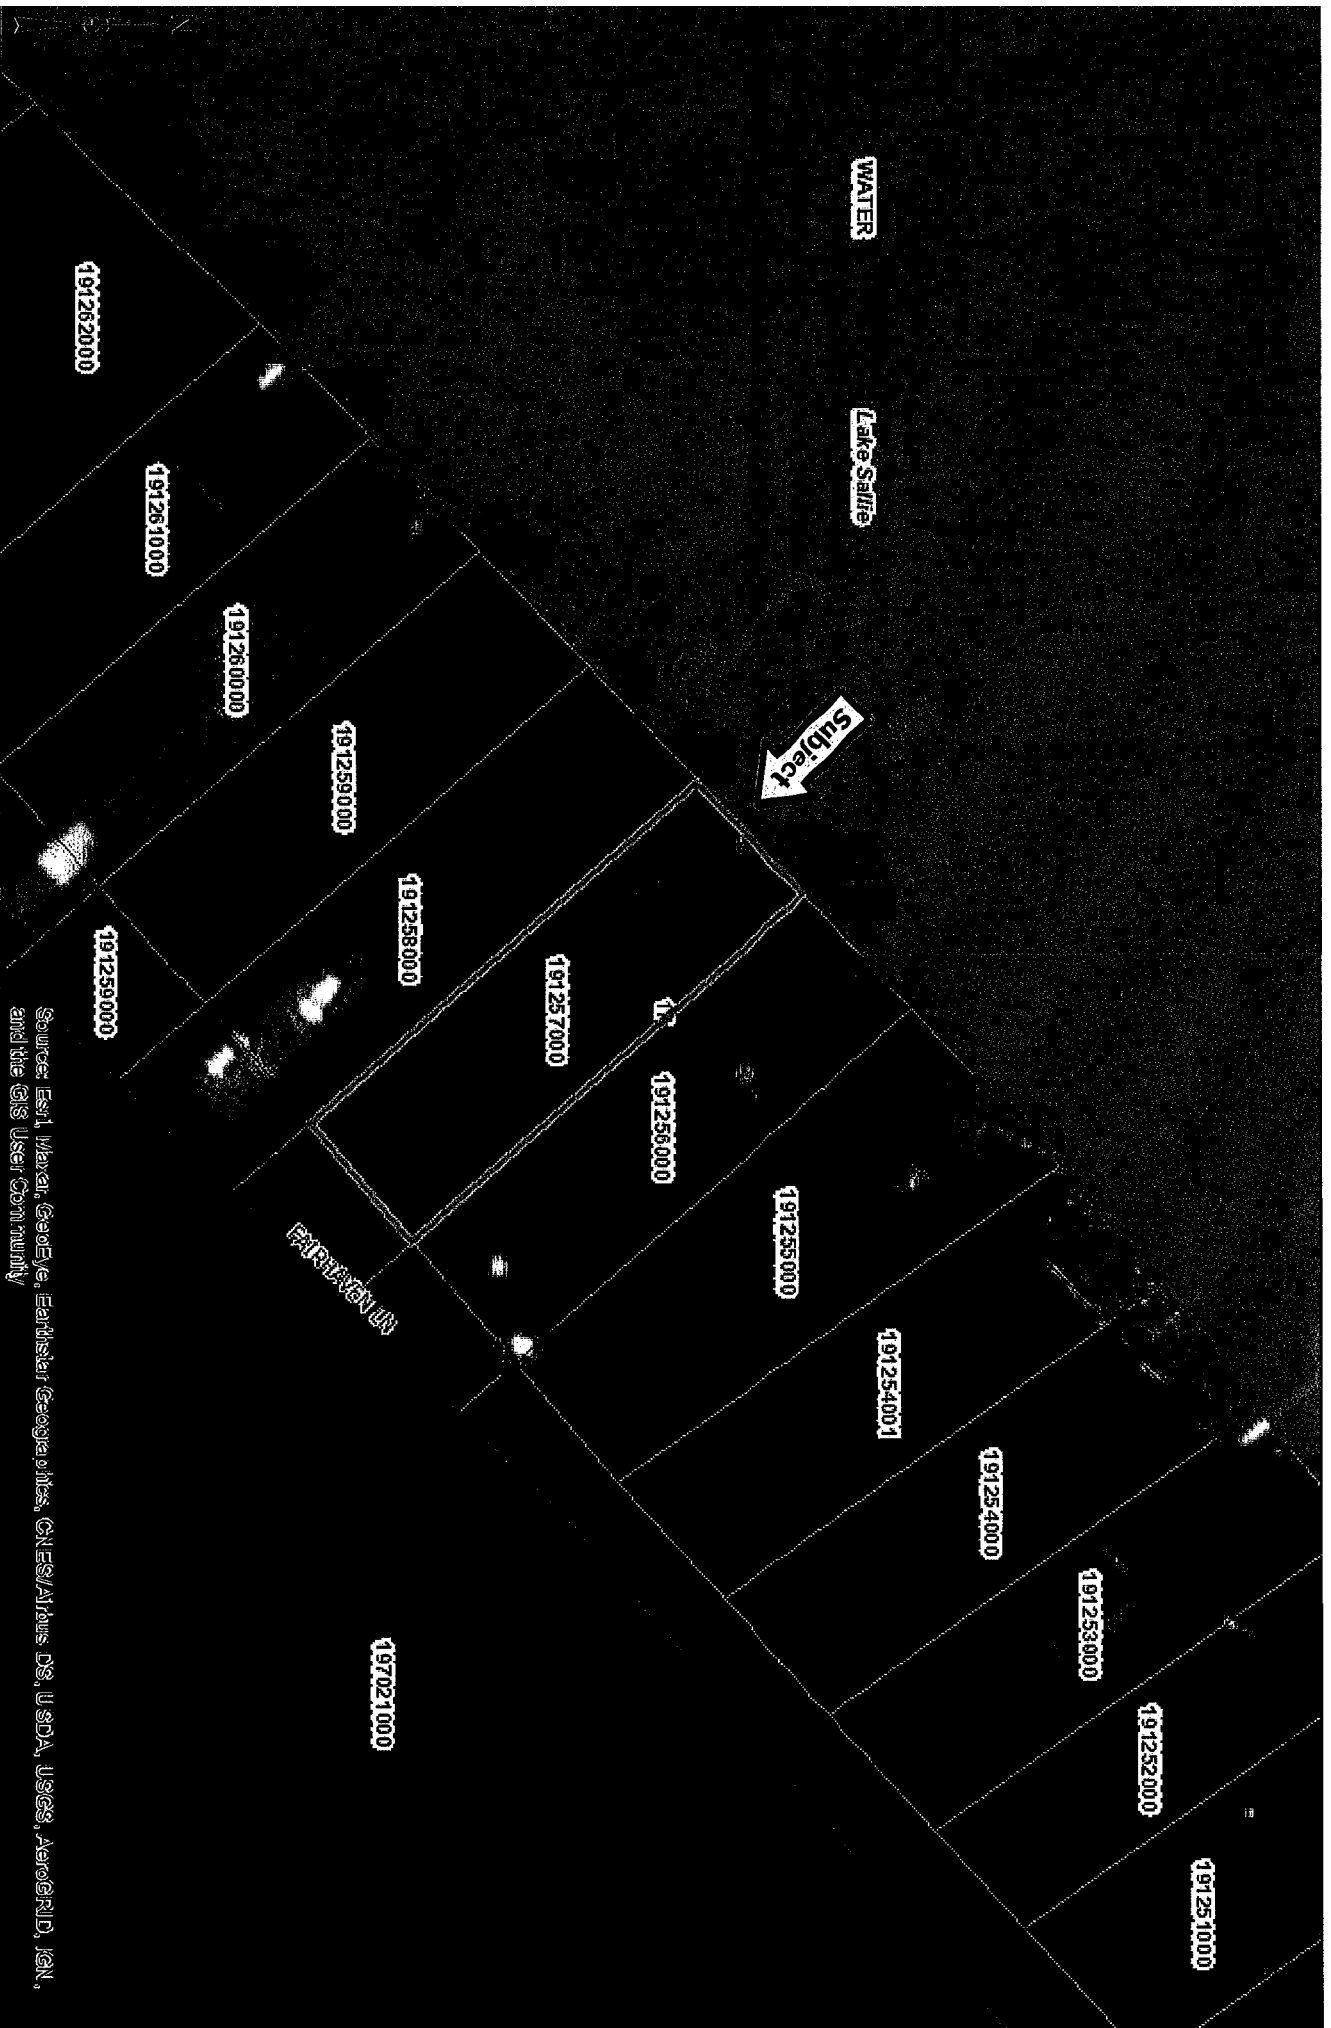 WATER
Lake Sallie
Subject
191262000
191261000
191260000
191259000
191258000
191257000
191256000
191255000
191254001
191254000
191253000
191252000
191251000
191259000
FAIRHAVEN LN
197021000
Source: Esri, Maxar, GeoEye, Earthstar Geographics, CNES/Airbus DS, USDA, USGS, AeroGRID, IGN,
and the GIS User Community